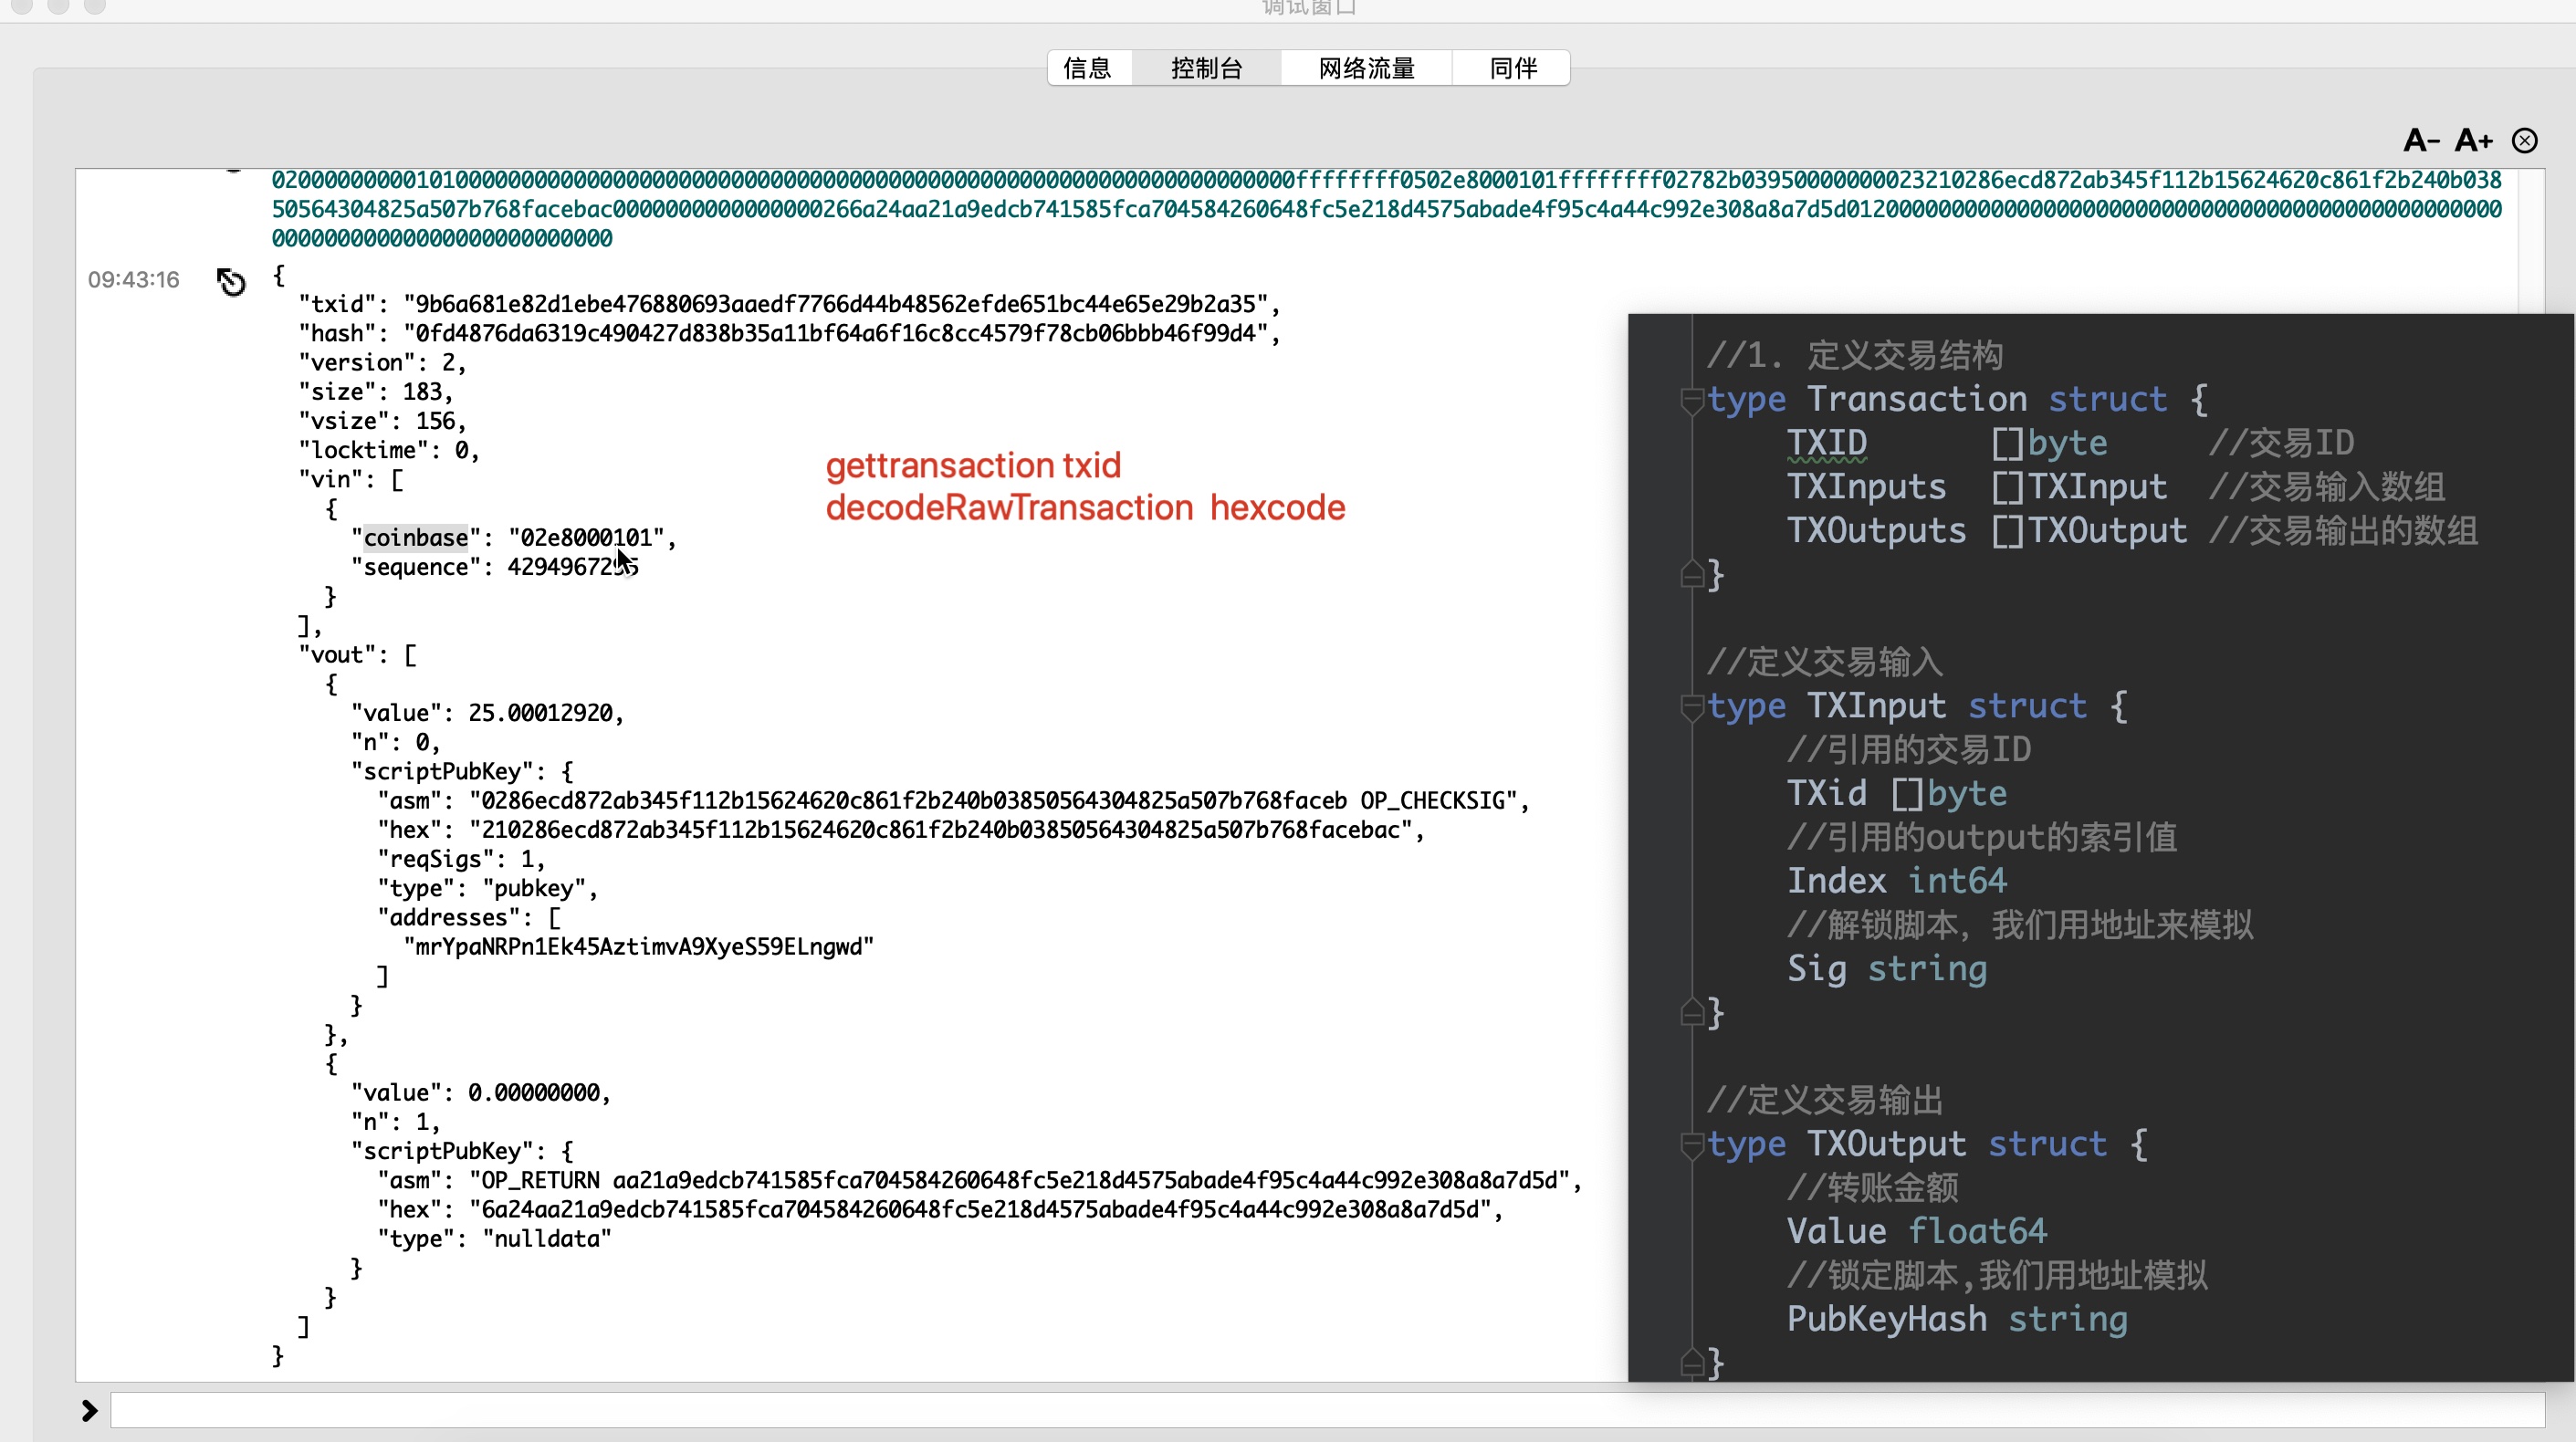 调试窗口
信息
控制台
网络流量
同伴
A- A+
020000000001010000000000000000000000000000000000000000000000000000000000000000ffffffff0502e8000101ffffffff02782b0395000000002321​0286ecd872ab345f112b15624620c861f2b240b038
50564304825a507b768facebac0000000000000000266a24aa21a9edcb741585fca704584260648fc5e218d4575abade4f95c4a44c992e308a8a7d5d01200000000000000000000000000000000000000000000000
00000000000000000000000000
09:43:16
{
"txid": "9b6a681e82d1ebe476880693aaedf7766d44b48562efde651bc44e65e29b2a35",
"hash": "0fd4876da6319c490427d838b35a11bf64a6f16c8cc4579f78cb06bbb46f99d4",
"version": 2,
"size": 183,
"vsize": 156,
"locktime": 0,
"vin": [
{
"coinbase": "02e8000101",
"sequence": 4294967295
}
],
"vout": [
{
"value": 25.00012920,
"n": 0,
"scriptPubKey": {
"asm": "0286ecd872ab345f112b15624620c861f2b240b03850564304825a507b768faceb OP_CHECKSIG",
"hex": "210286ecd872ab345f112b15624620c861f2b240b03850564304825a507b768facebac",
"reqSigs": 1,
"type": "pubkey",
"addresses": [
"mrYpaNRPn1Ek45AztimvA9XyeS59ELngwd"
]
}
},
{
"value": 0.00000000,
"n": 1,
"scriptPubKey": {
"asm": "OP_RETURN aa21a9edcb741585fca704584260648fc5e218d4575abade4f95c4a44c992e308a8a7d5d",
"hex": "6a24aa21a9edcb741585fca704584260648fc5e218d4575abade4f95c4a44c992e308a8a7d5d",
"type": "nulldata"
}
}
]
}
gettransaction txid
decodeRawTransaction hexcode
//1. 定义交易结构
type Transaction struct {
TXID []byte //交易ID
TXInputs []TXInput //交易输入数组
TXOutputs []TXOutput //交易输出的数组
}
//定义交易输入
type TXInput struct {
//引用的交易ID
TXid []byte
//引用的output的索引值
Index int64
//解锁脚本，我们用地址来模拟
Sig string
}
//定义交易输出
type TXOutput struct {
//转账金额
Value float64
//锁定脚本,我们用地址模拟
PubKeyHash string
}